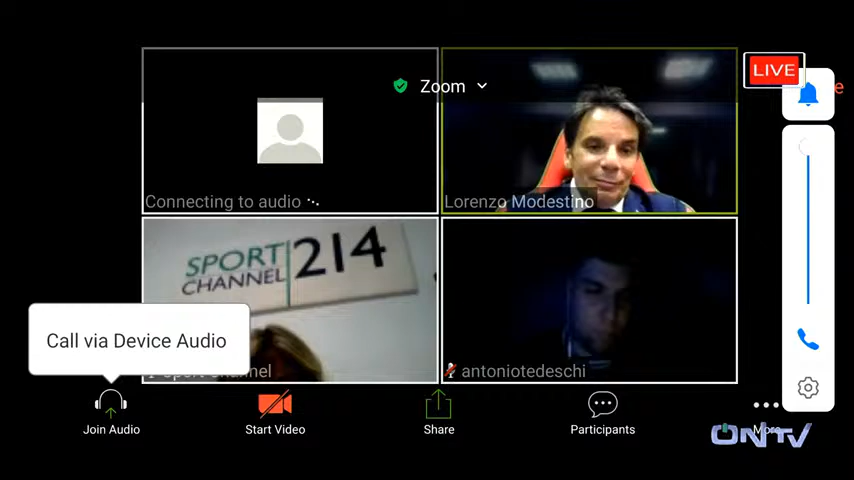 LIVE
Zoom
e
Connecting to audio
Lorenzo Modestino
SPORT
CHANNEL
214
Call via Device Audio
Sport Channel
antoniotedeschi
Join Audio
Start Video
Share
Participants
More
ONTV